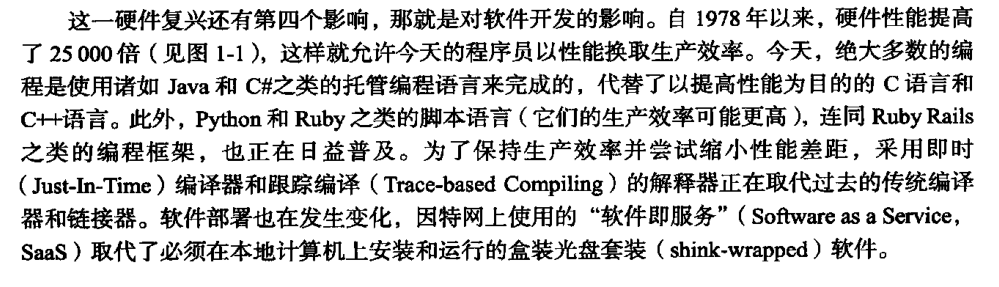 这一硬件复兴还有第四个影响，那就是对软件开发的影响。自 1978 年以来，硬件性能提高
了 25 000 倍（见图 1-1），这样就允许今天的程序员以性能换取生产效率。今天，绝大多数的编
程是使用诸如 Java 和 C#之类的托管编程语言来完成的，代替了以提高性能为目的的 C 语言和
C++语言。此外，Python 和 Ruby 之类的脚本语言（它们的生产效率可能更高），连同 Ruby Rails
之类的编程框架，也正在日益普及。为了保持生产效率并尝试缩小性能差距，采用即时
（Just-In-Time）编译器和跟踪编译（Trace-based Compiling）的解释器正在取代过去的传统编译
器和链接器。软件部署也在发生变化，因特网上使用的“软件即服务”（Software as a Service，
SaaS）取代了必须在本地计算机上安装和运行的盒装光盘套装（shink-wrapped）软件。